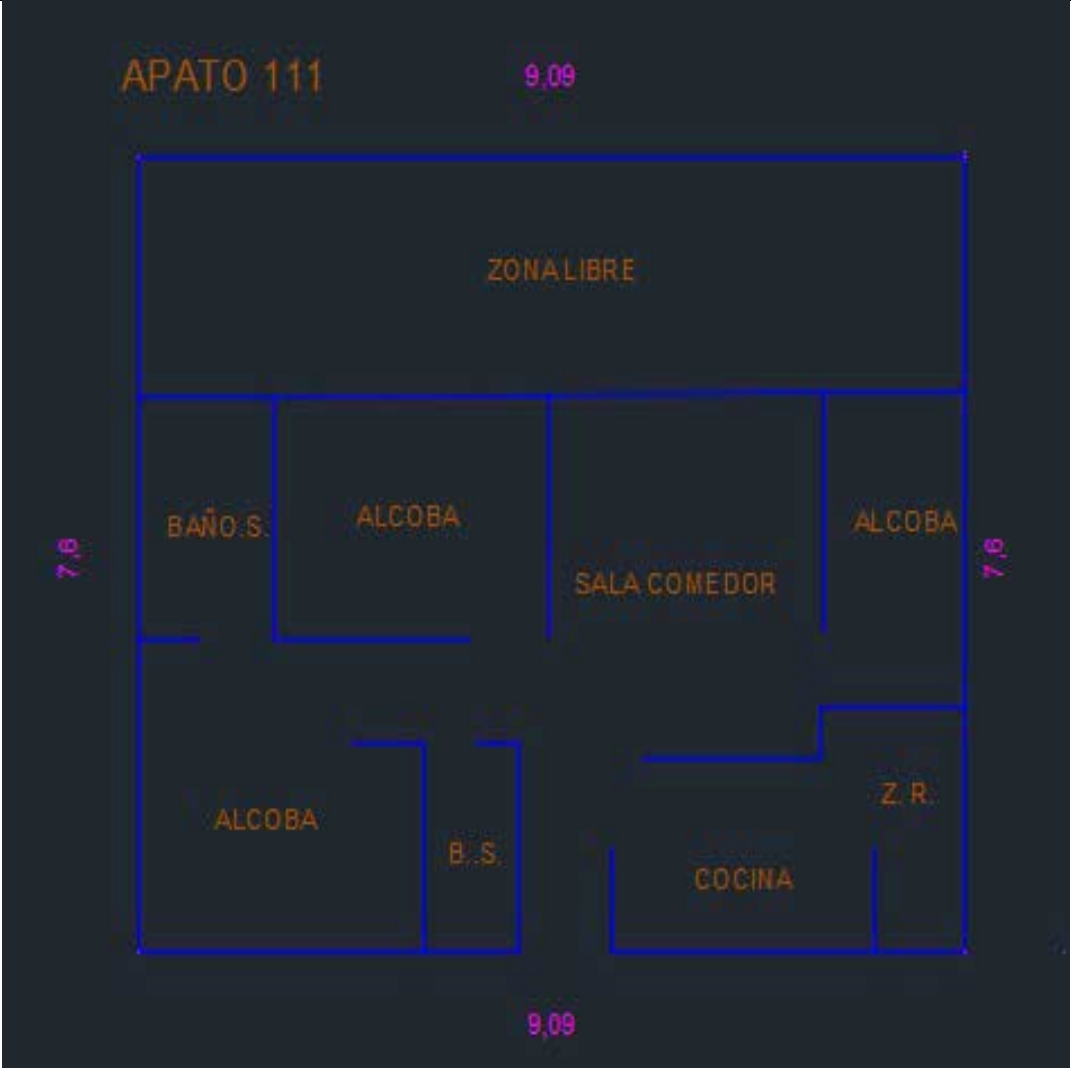 APATO 111
9,09
ZONA LIBRE
BAÑO.S.
ALCOBA
ALCOBA
SALA COMEDOR
7,6
7,6
ALCOBA
B..S.
COCINA
Z. R.
9,09